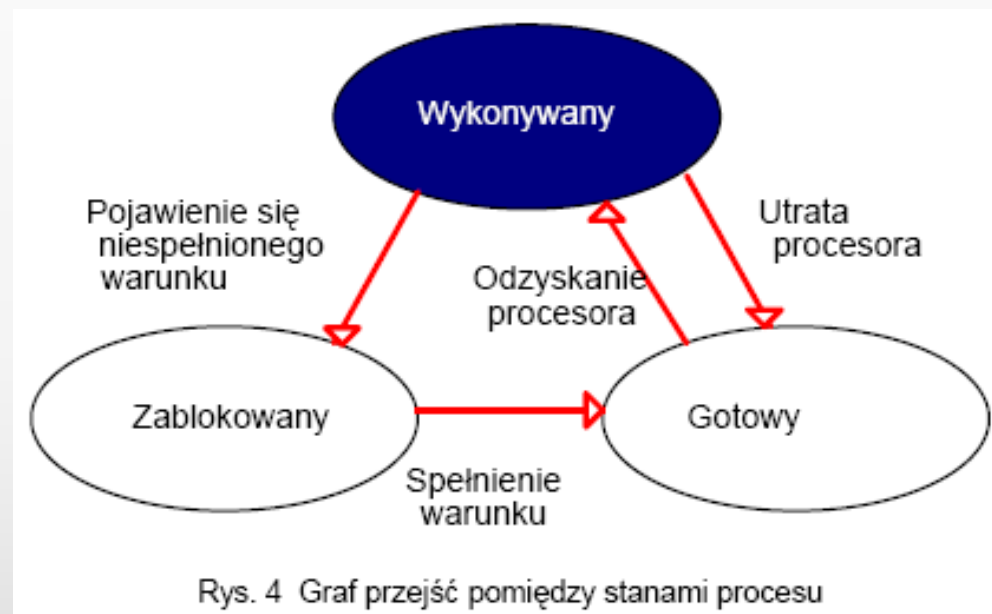 Wykonywany
Pojawienie się
niespełnionego
warunku
Utrata
procesora
Odzyskanie
procesora
Zablokowany
Gotowy
Spełnienie
warunku
Rys. 4 Graf przejść pomiędzy stanami procesu